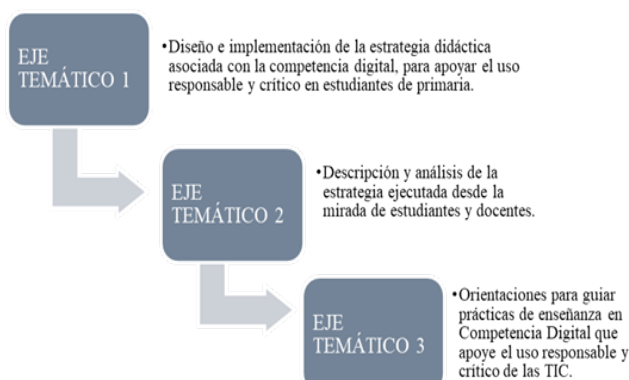 EJE
TEMÁTICO 1
•Diseño e implementación de la estrategia didáctica
asociada con la competencia digital, para apoyar el uso
responsable y crítico en estudiantes de primaria.
EJE
TEMÁTICO 2
•Descripción y análisis de la
estrategia ejecutada desde la
mirada de estudiantes y docentes.
EJE
TEMÁTICO 3
•Orientaciones para guiar
prácticas de enseñanza en
Competencia Digital que
apoye el uso responsable y
crítico de las TIC.